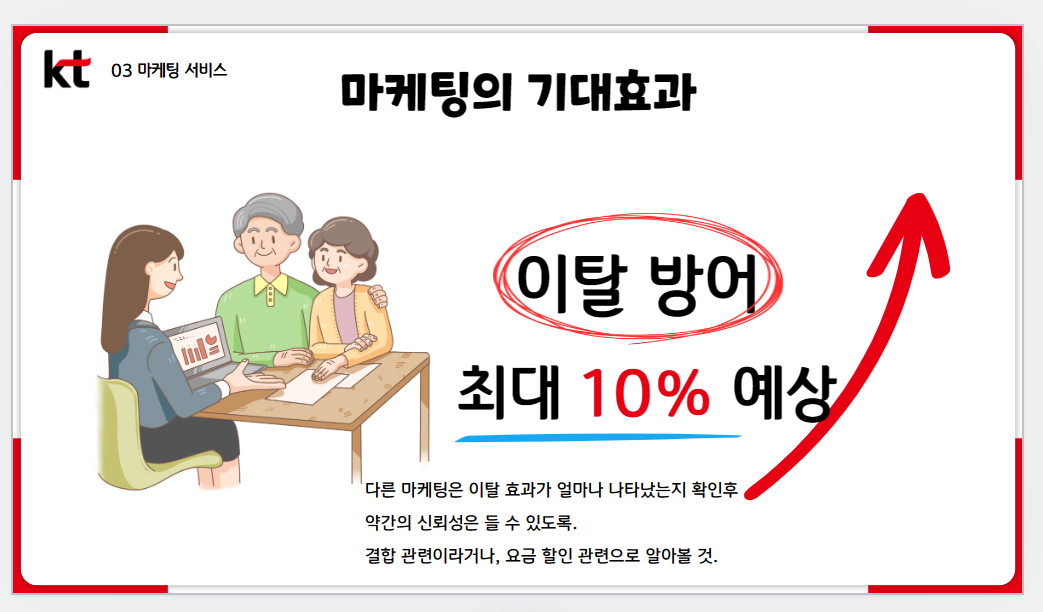 kt
03 마케팅 서비스
마케팅의 기대효과
이탈 방어
최대 10% 예상
다른 마케팅은 이탈 효과가 얼마나 나타났는지 확인후
약간의 신뢰성은 들 수 있도록.
결합 관련이라거나, 요금 할인 관련으로 알아볼 것.